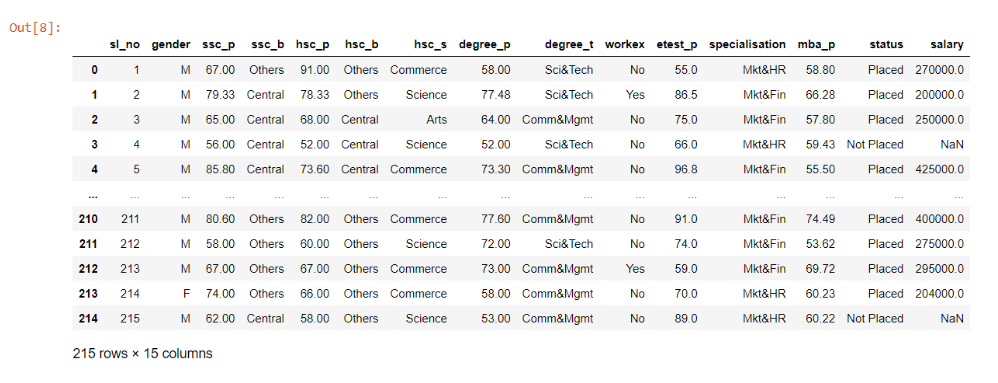 Out[8]:
sl_no gender ssc_p ssc_b hsc_p hsc_b hsc_s degree_p degree_t workex etest_p specialisation mba_p status salary
0 1 M 67.00 Others 91.00 Others Commerce 58.00 Sci&Tech No 55.0 Mkt&HR 58.80 Placed 270000.0
1 2 M 79.33 Central 78.33 Others Science 77.48 Sci&Tech Yes 86.5 Mkt&Fin 66.28 Placed 200000.0
2 3 M 65.00 Central 68.00 Central Arts 64.00 Comm&Mgmt No 75.0 Mkt&Fin 57.80 Placed 250000.0
3 4 M 56.00 Central 52.00 Central Science 52.00 Sci&Tech No 66.0 Mkt&HR 59.43 Not Placed NaN
4 5 M 85.80 Central 73.60 Central Commerce 73.30 Comm&Mgmt No 96.8 Mkt&Fin 55.50 Placed 425000.0
... ... ... ... ... ... ... ... ... ... ... ... ... ... ... ...
210 211 M 80.60 Others 82.00 Others Commerce 77.60 Comm&Mgmt No 91.0 Mkt&Fin 74.49 Placed 400000.0
211 212 M 58.00 Others 60.00 Others Science 72.00 Sci&Tech No 74.0 Mkt&Fin 53.62 Placed 275000.0
212 213 M 67.00 Others 67.00 Others Commerce 73.00 Comm&Mgmt Yes 59.0 Mkt&Fin 69.72 Placed 295000.0
213 214 F 74.00 Others 66.00 Others Commerce 58.00 Comm&Mgmt No 70.0 Mkt&HR 60.23 Placed 204000.0
214 215 M 62.00 Central 58.00 Others Science 53.00 Comm&Mgmt No 89.0 Mkt&HR 60.22 Not Placed NaN
215 rows × 15 columns